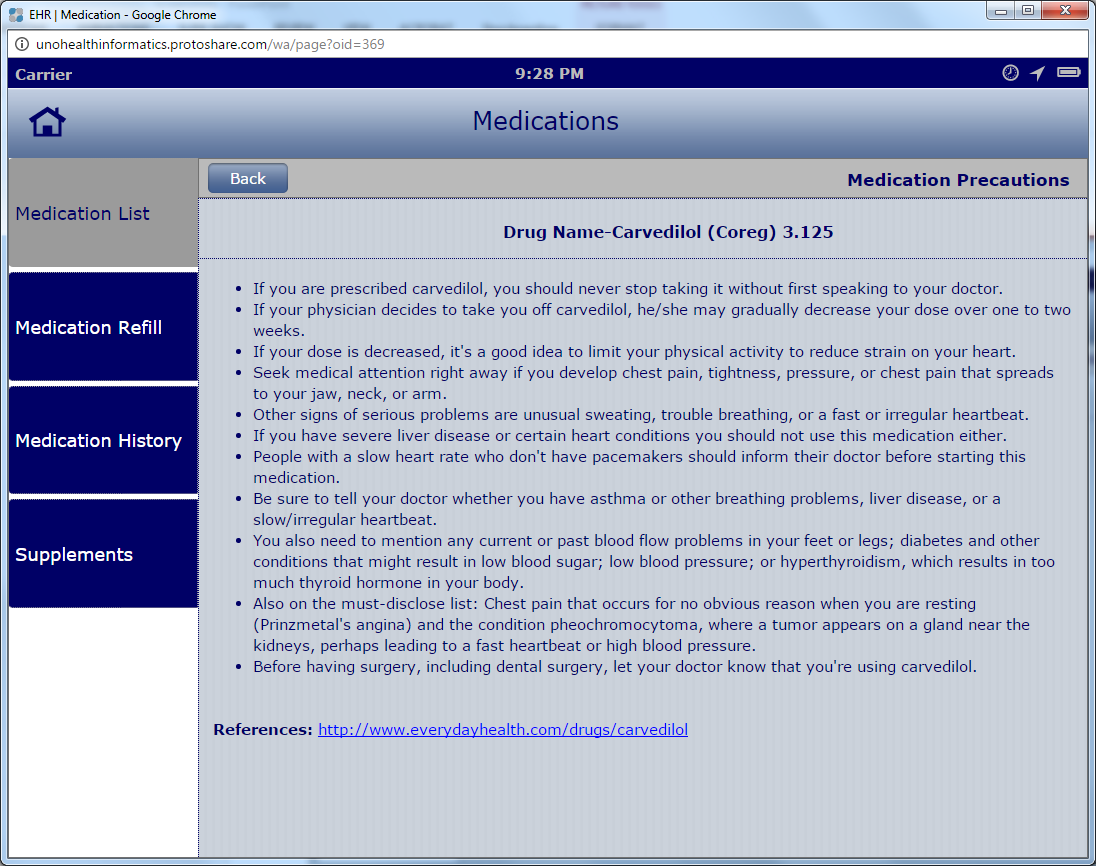 EHR | Medication - Google Chrome
unohealthinformatics.protoshare.com/wa/page?oid=369
Carrier 9:28 PM
Medications
Medication List
Medication Refill
Medication History
Supplements
Back Medication Precautions
Drug Name-Carvedilol (Coreg) 3.125
• If you are prescribed carvedilol, you should never stop taking it without first speaking to your doctor.
• If your physician decides to take you off carvedilol, he/she may gradually decrease your dose over one to two
weeks.
• If your dose is decreased, it's a good idea to limit your physical activity to reduce strain on your heart.
• Seek medical attention right away if you develop chest pain, tightness, pressure, or chest pain that spreads
to your jaw, neck, or arm.
• Other signs of serious problems are unusual sweating, trouble breathing, or a fast or irregular heartbeat.
• If you have severe liver disease or certain heart conditions you should not use this medication either.
• People with a slow heart rate who don't have pacemakers should inform their doctor before starting this
medication.
• Be sure to tell your doctor whether you have asthma or other breathing problems, liver disease, or a
slow/irregular heartbeat.
• You also need to mention any current or past blood flow problems in your feet or legs; diabetes and other
conditions that might result in low blood sugar; low blood pressure; or hyperthyroidism, which results in too
much thyroid hormone in your body.
• Also on the must-disclose list: Chest pain that occurs for no obvious reason when you are resting
(Prinzmetal's angina) and the condition pheochromocytoma, where a tumor appears on a gland near the
kidneys, perhaps leading to a fast heartbeat or high blood pressure.
• Before having surgery, including dental surgery, let your doctor know that you're using carvedilol.
References: http://www.everydayhealth.com/drugs/carvedilol